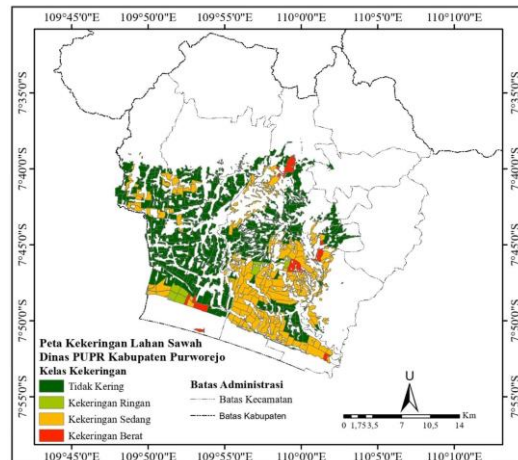 109°45'0"E 109°50'0"E 109°55'0"E 110°0'0"E 110°5'0"E 110°10'0"E
7°35'0"S 7°35'0"S
7°40'0"S 7°40'0"S
7°45'0"S 7°45'0"S
7°50'0"S 7°50'0"S
7°55'0"S 7°55'0"S
Peta Kekeringan Lahan Sawah
Dinas PUPR Kabupaten Purworejo
Kelas Kekeringan
Tidak Kering
Kekeringan Ringan
Kekeringan Sedang
Kekeringan Berat
Batas Administrasi
Batas Kecamatan
Batas Kabupaten
U
Km
0 1,753,5 7 10,5 14
109°45'0"E 109°50'0"E 109°55'0"E 110°0'0"E 110°5'0"E 110°10'0"E